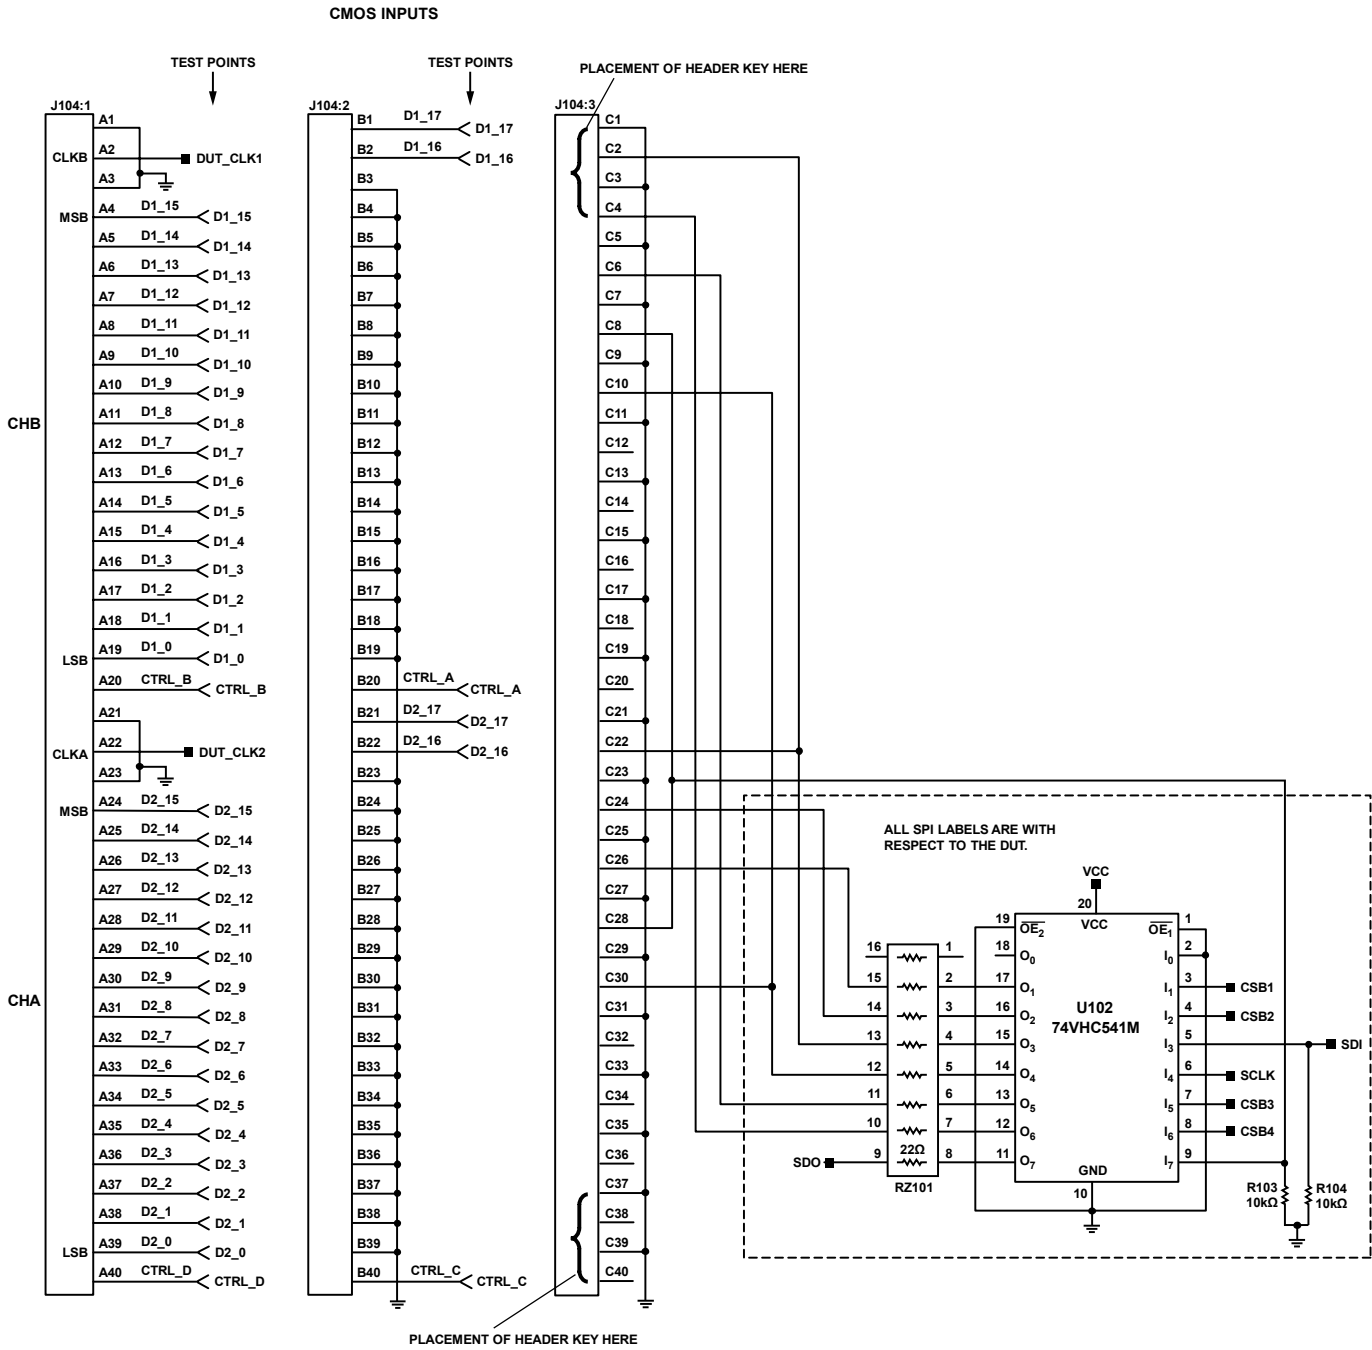 CMOS INPUTS
TEST POINTS
TEST POINTS
PLACEMENT OF HEADER KEY HERE
J104:1
A1
CLKB A2 DUT_CLK1
A3
MSB A4 D1_15 D1_15
A5 D1_14 D1_14
A6 D1_13 D1_13
A7 D1_12 D1_12
A8 D1_11 D1_11
A9 D1_10 D1_10
A10 D1_9 D1_9
CHB
A11 D1_8 D1_8
A12 D1_7 D1_7
A13 D1_6 D1_6
A14 D1_5 D1_5
A15 D1_4 D1_4
A16 D1_3 D1_3
A17 D1_2 D1_2
A18 D1_1 D1_1
LSB A19 D1_0 D1_0
A20 CTRL_B CTRL_B
A21
CLKA A22 DUT_CLK2
A23
MSB A24 D2_15 D2_15
A25 D2_14 D2_14
A26 D2_13 D2_13
A27 D2_12 D2_12
A28 D2_11 D2_11
A29 D2_10 D2_10
A30 D2_9 D2_9
CHA
A31 D2_8 D2_8
A32 D2_7 D2_7
A33 D2_6 D2_6
A34 D2_5 D2_5
A35 D2_4 D2_4
A36 D2_3 D2_3
A37 D2_2 D2_2
A38 D2_1 D2_1
LSB A39 D2_0 D2_0
A40 CTRL_D CTRL_D
J104:2
B1 D1_17 D1_17
B2 D1_16 D1_16
B3
B4
B5
B6
B7
B8
B9
B10
B11
B12
B13
B14
B15
B16
B17
B18
B19
B20 CTRL_A CTRL_A
B21 D2_17 D2_17
B22 D2_16 D2_16
B23
B24
B25
B26
B27
B28
B29
B30
B31
B32
B33
B34
B35
B36
B37
B38
B39
B40 CTRL_C CTRL_C
J104:3
C1
C2
C3
C4
C5
C6
C7
C8
C9
C10
C11
C12
C13
C14
C15
C16
C17
C18
C19
C20
C21
C22
C23
C24
C25
C26
C27
C28
C29
C30
C31
C32
C33
C34
C35
C36
C37
C38
C39
C40
PLACEMENT OF HEADER KEY HERE
ALL SPI LABELS ARE WITH
RESPECT TO THE DUT.
VCC
20
VCC
19 OE2 OE1 1
16 1 18 O0 I0 2
15 2 17 O1 I1 3 CSB1
U102
14 3 16 O2 I2 4 CSB2
74VHC541M
13 4 15 O3 I3 5 SDI
12 5 14 O4 I4 6 SCLK
11 6 13 O5 I5 7 CSB3
10 7 12 O6 I6 8 CSB4
22Ω
SDO 9 8 11 O7 I7 9
GND
RZ101
10
R103
10kΩ
R104
10kΩ